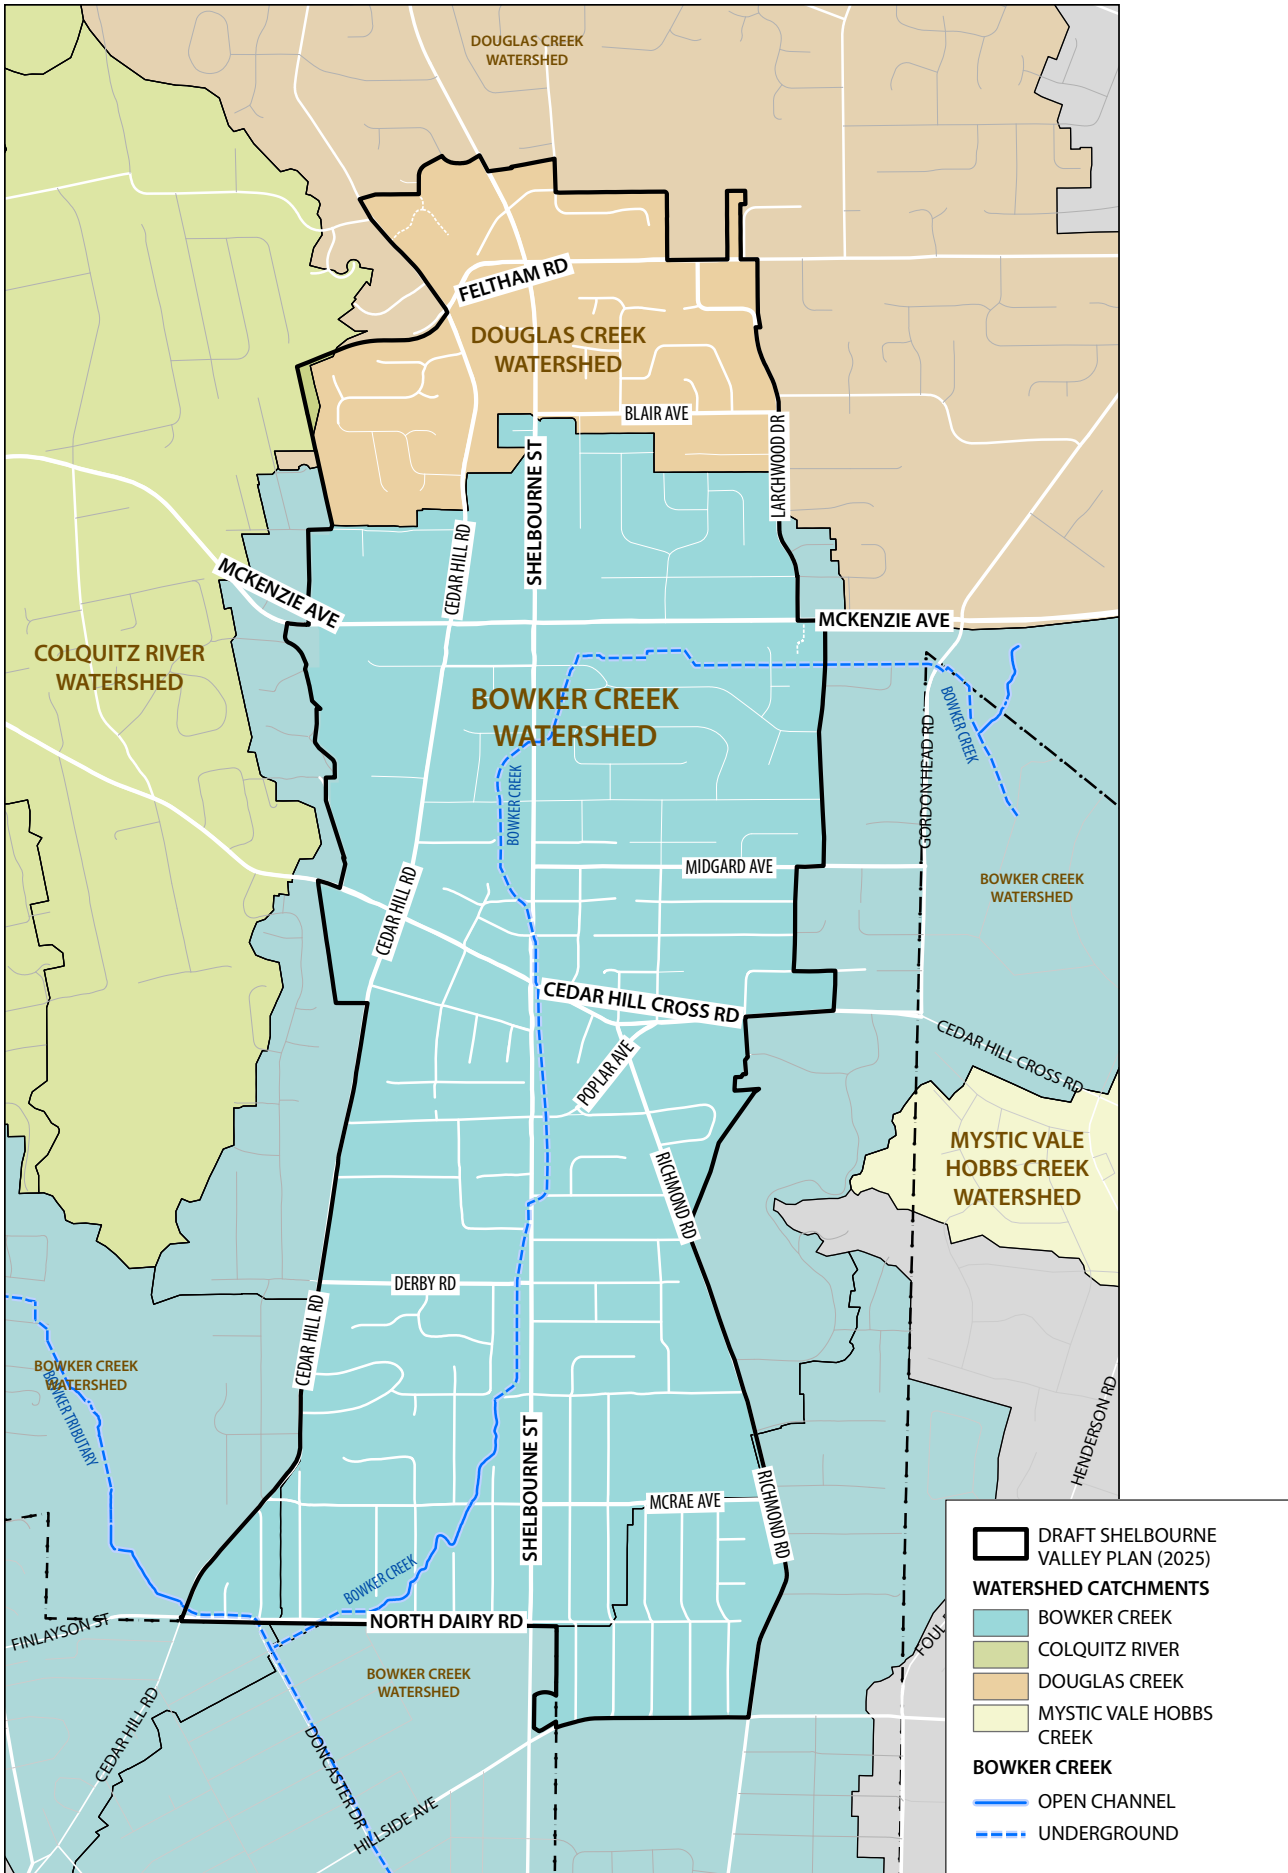 DOUGLAS CREEK
WATERSHED
FELTHAM RD
DOUGLAS CREEK
WATERSHED
BLAIR AVE
LARCHWOOD DR
SHELBOURNE ST
CEDAR HILL RD
MCKENZIE AVE
MCKENZIE AVE
COLQUITZ RIVER
WATERSHED
BOWKER CREEK
WATERSHED
BOWKER CREEK
GORDON HEAD RD
BOWKER CREEK
MIDGARD AVE
BOWKER CREEK
WATERSHED
CEDAR HILL RD
CEDAR HILL CROSS RD
CEDAR HILL CROSS RD
POPLAR AVE
MYSTIC VALE
HOBBS CREEK
WATERSHED
RICHMOND RD
DERBY RD
CEDAR HILL RD
BOWKER CREEK
WATERSHED
BOWKER TRIBUTARY
SHELBOURNE ST
HENDERSON RD
MCRAE AVE
RICHMOND RD
BOWKER CREEK
NORTH DAIRY RD
FINLAYSON ST
BOWKER CREEK
WATERSHED
CEDAR HILL RD
DONCASTER DR
HILLSIDE AVE
DRAFT SHELBOURNE
VALLEY PLAN (2025)
WATERSHED CATCHMENTS
BOWKER CREEK
COLQUITZ RIVER
DOUGLAS CREEK
MYSTIC VALE HOBBS
CREEK
BOWKER CREEK
OPEN CHANNEL
UNDERGROUND